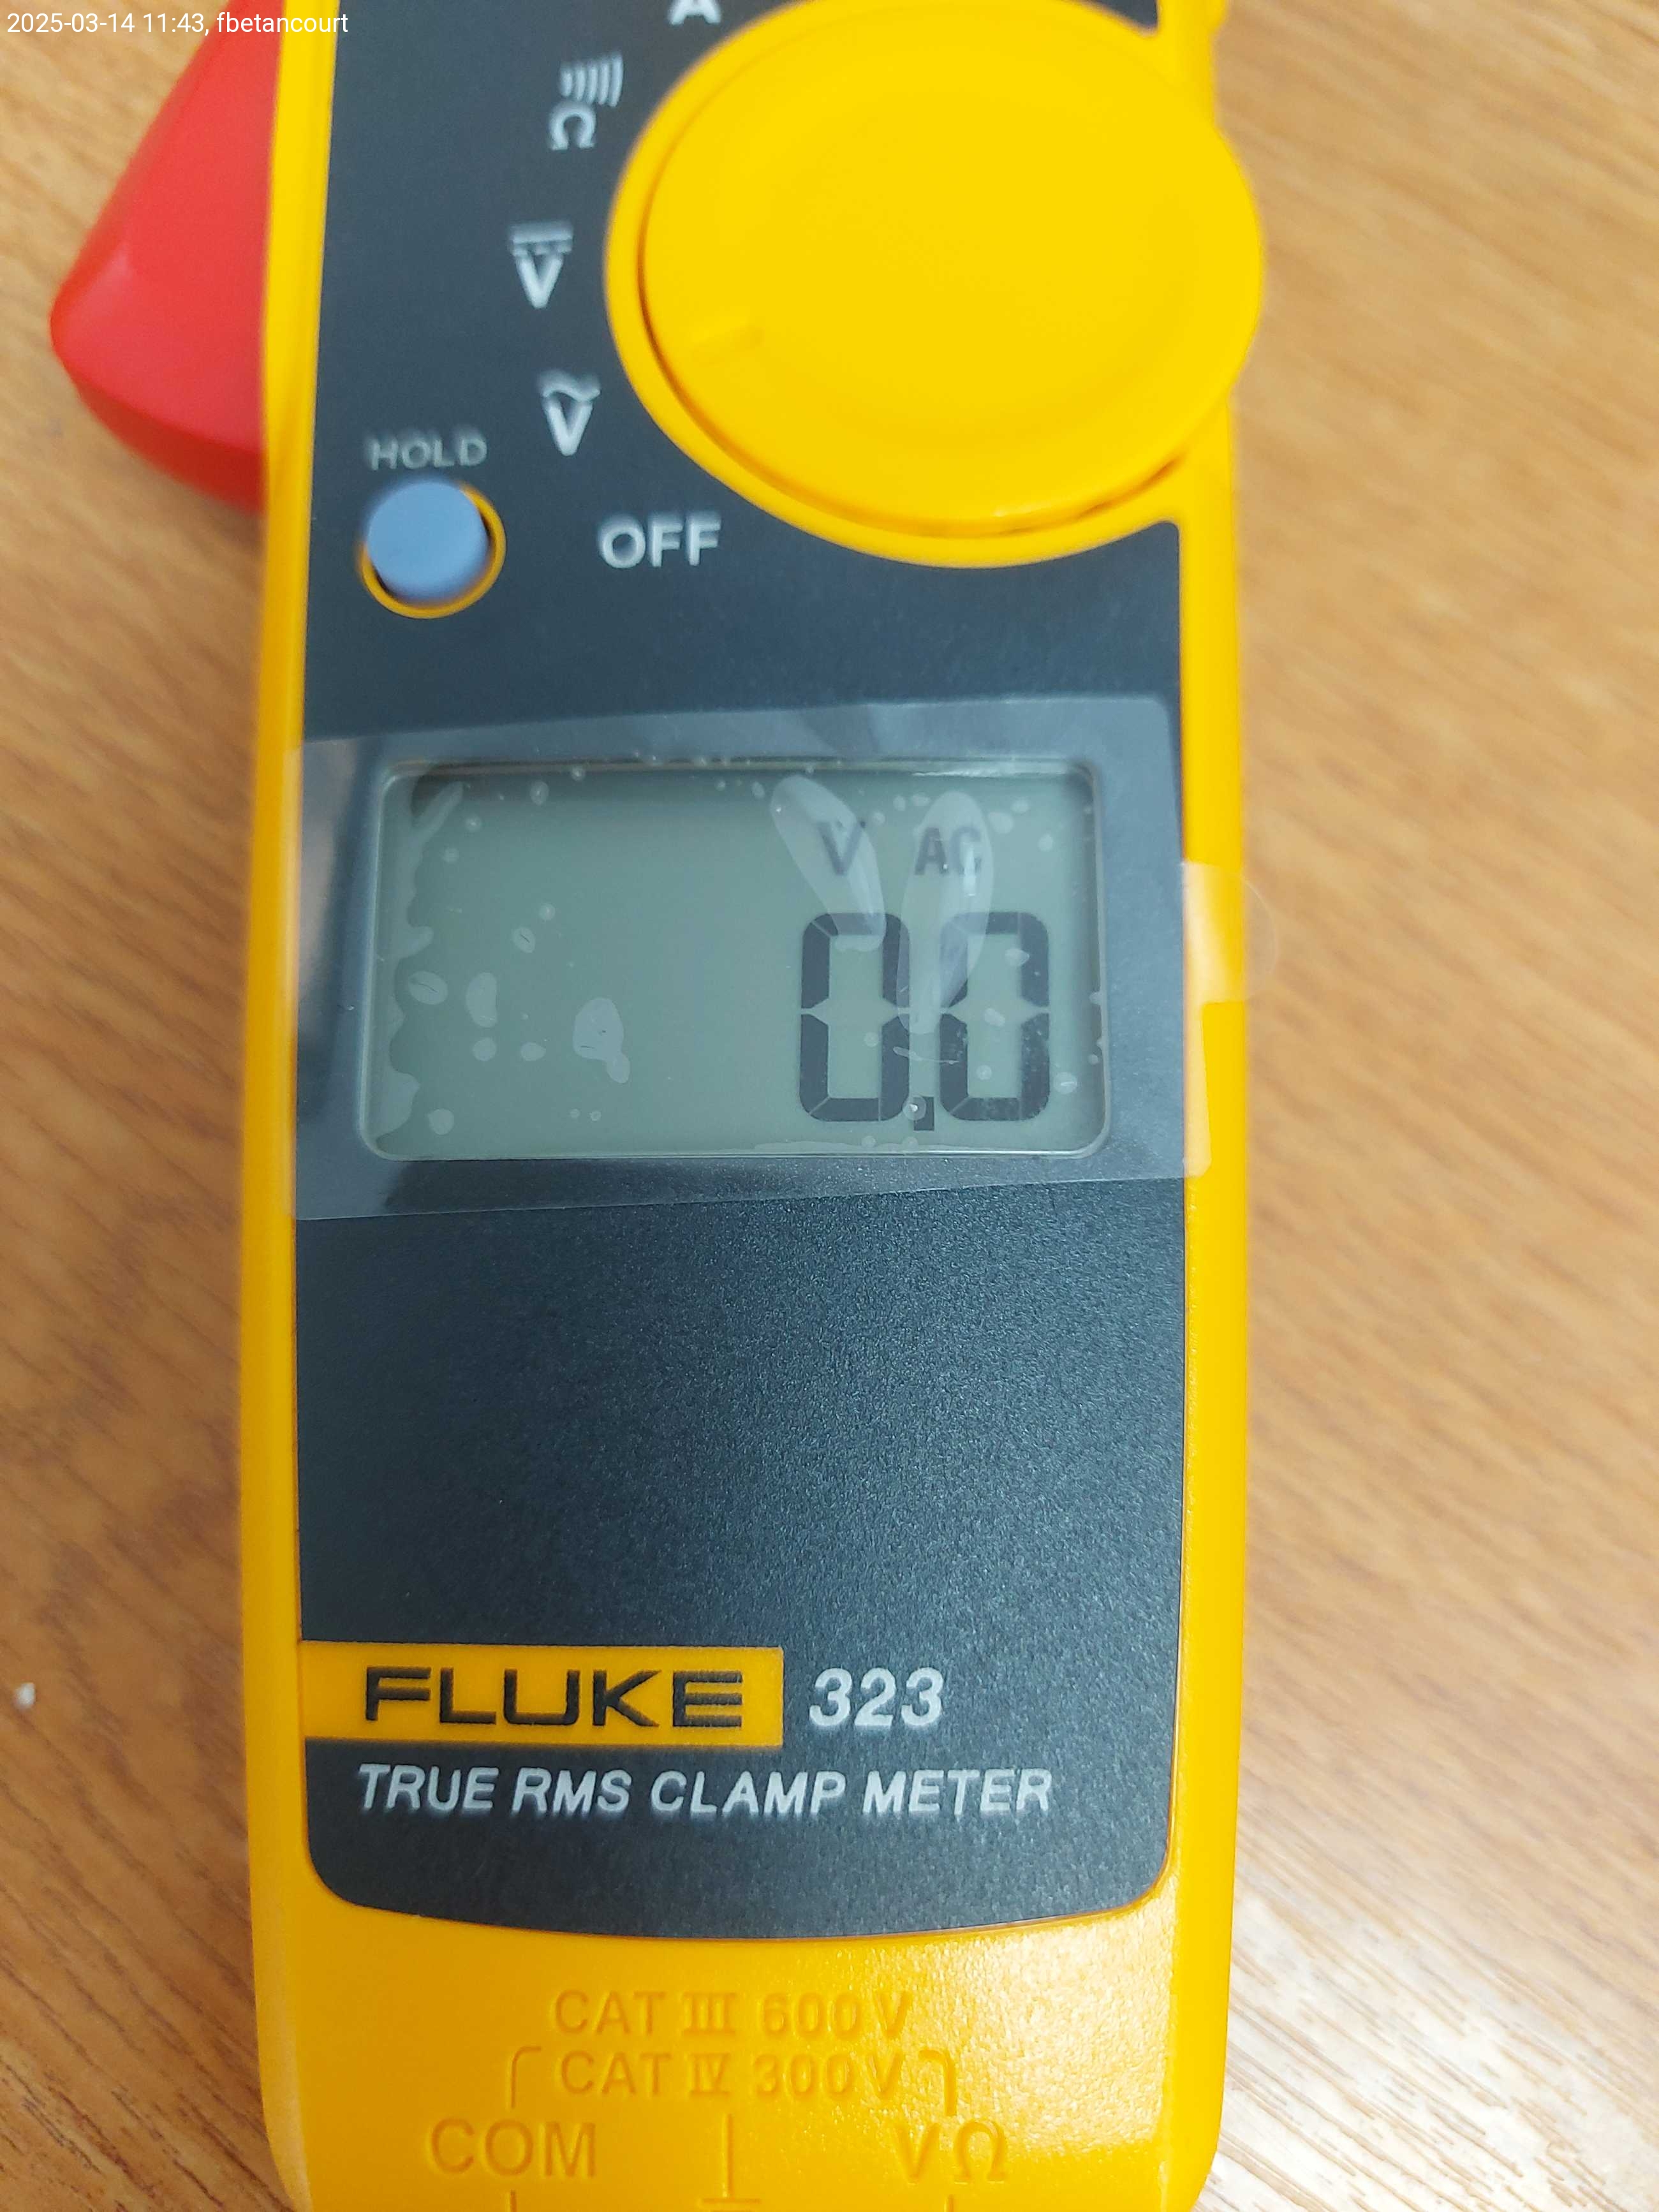 2025-03-14 11:43, fbetancourt
A
Ω
V
V
HOLD
OFF
V AC
0.0
FLUKE 323
TRUE RMS CLAMP METER
CAT III 600 V
CAT IV 300 V
COM VΩ